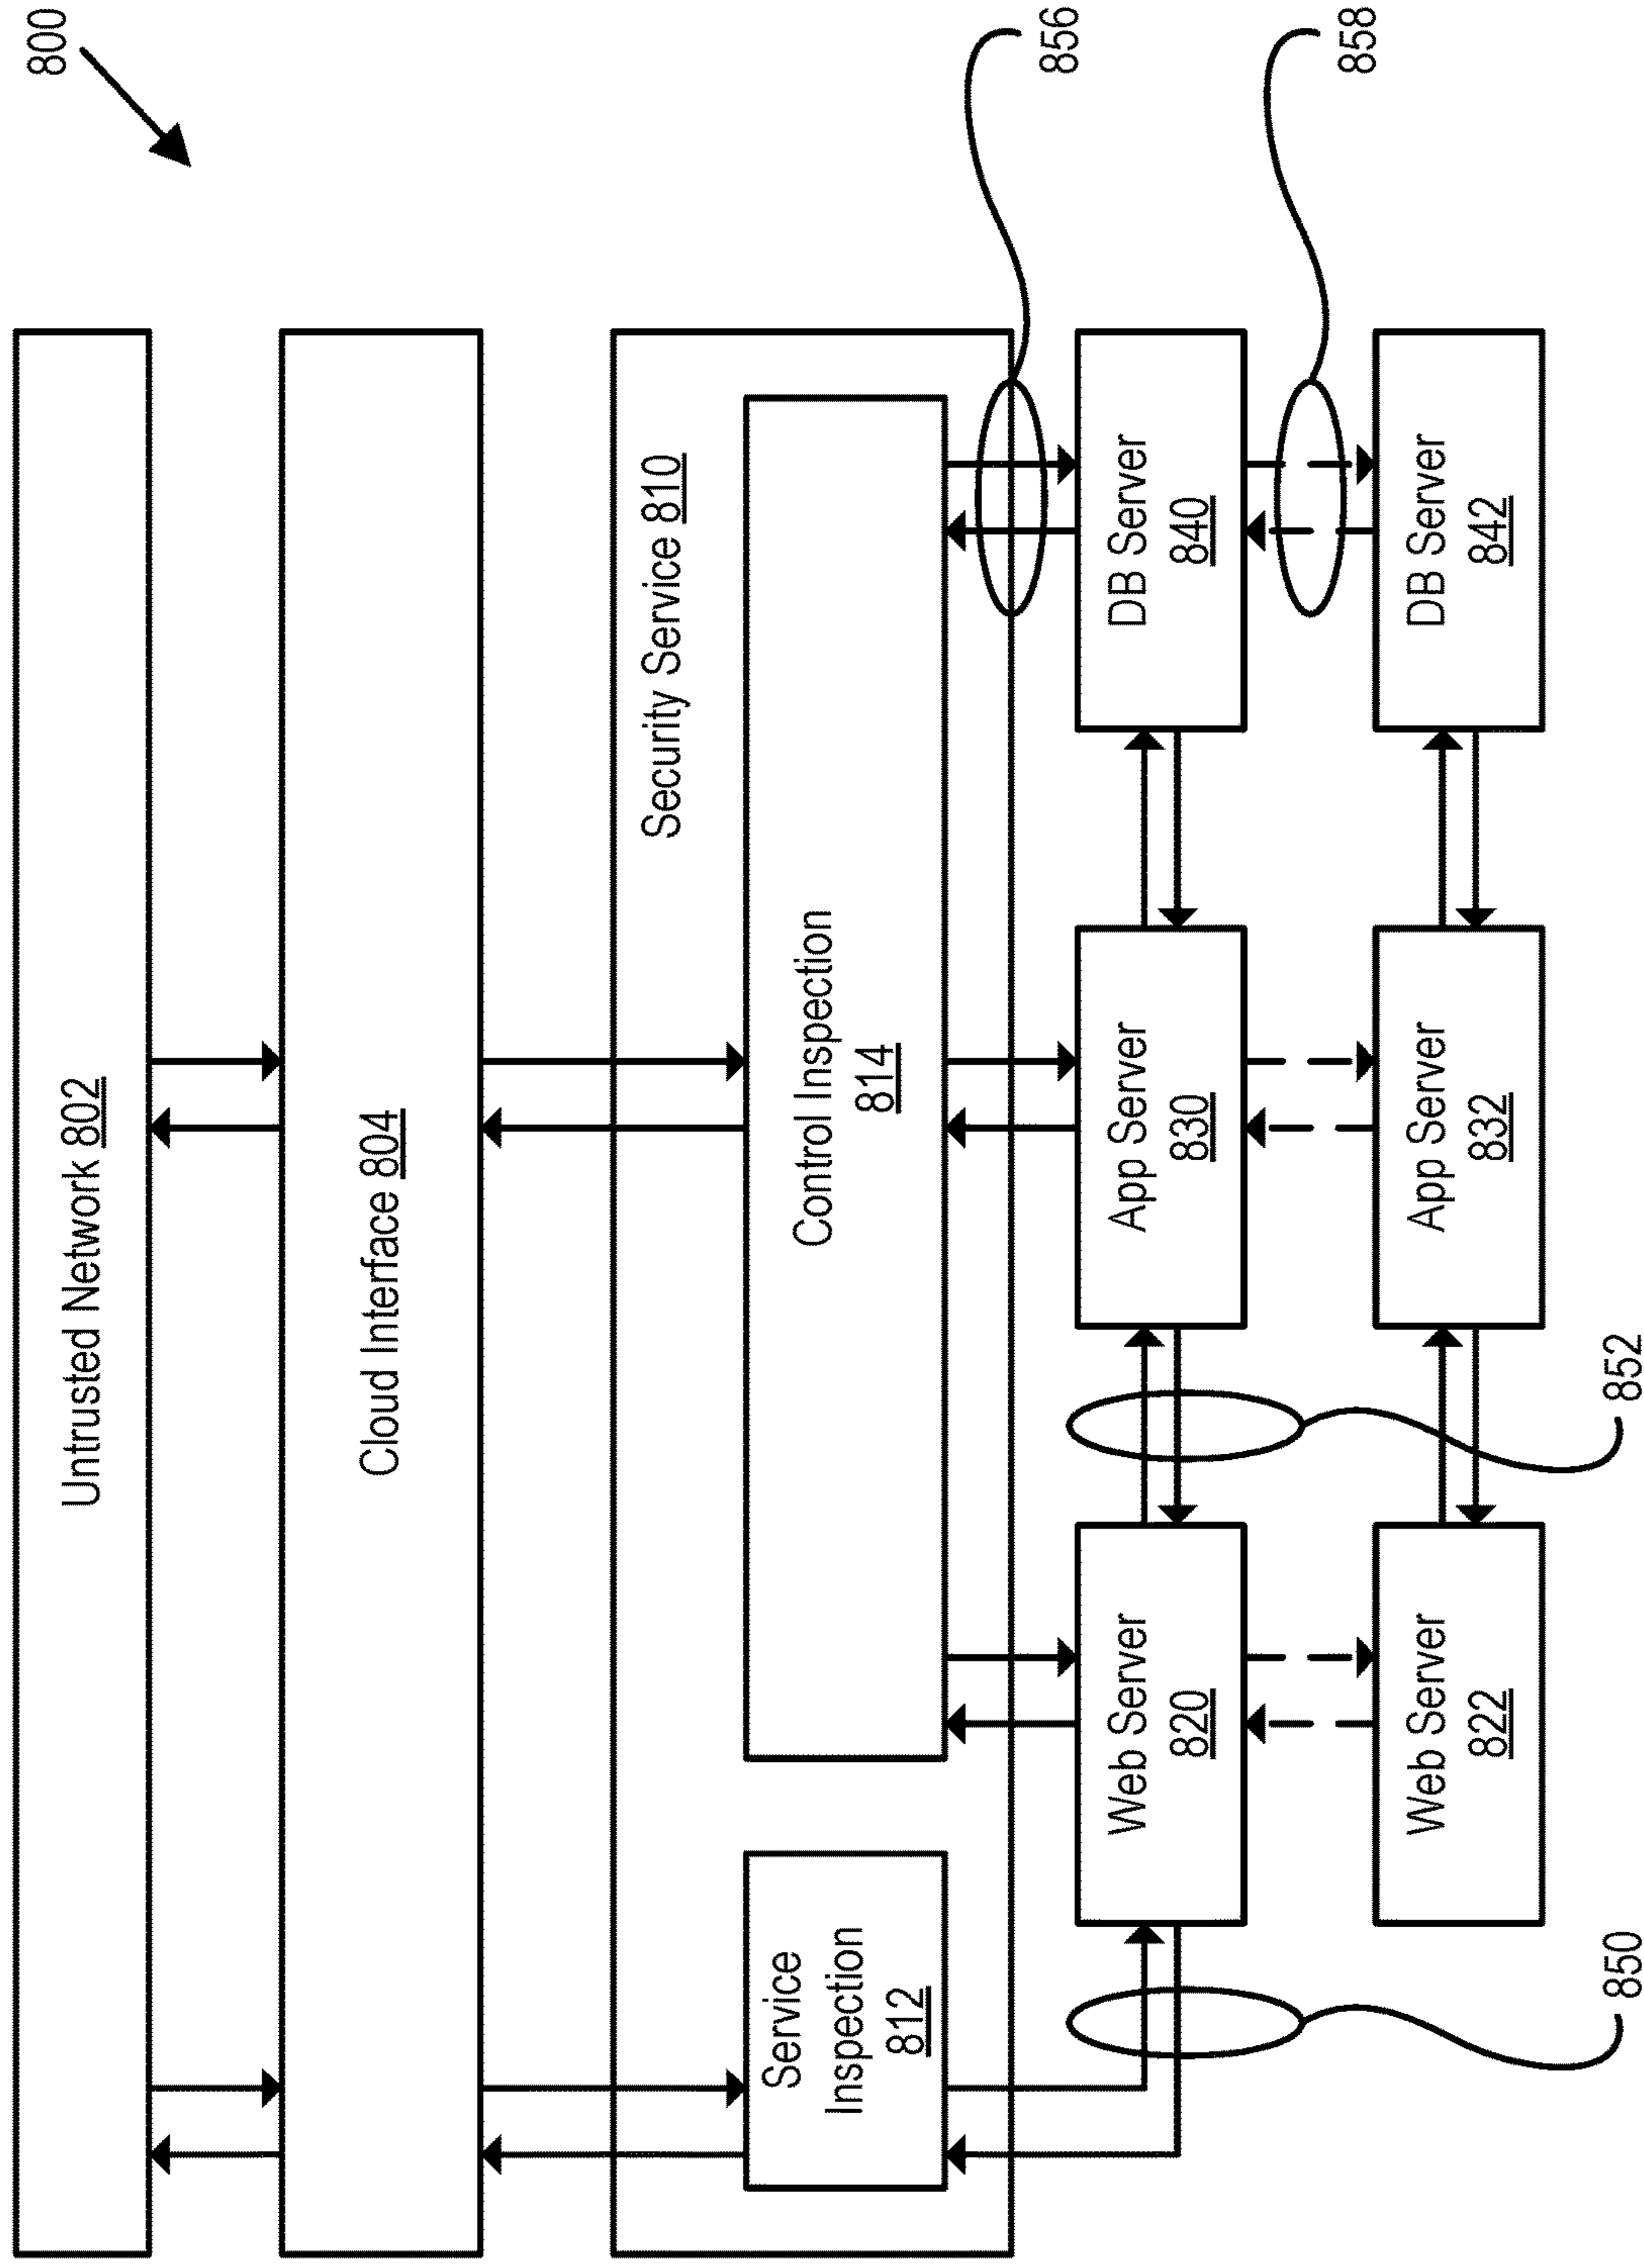 800
Untrusted Network 802
Cloud Interface 804
Security Service 810
Service
Inspection
812
Control Inspection
814
856
Web Server
820
App Server
830
DB Server
840
850
852
858
Web Server
822
App Server
832
DB Server
842